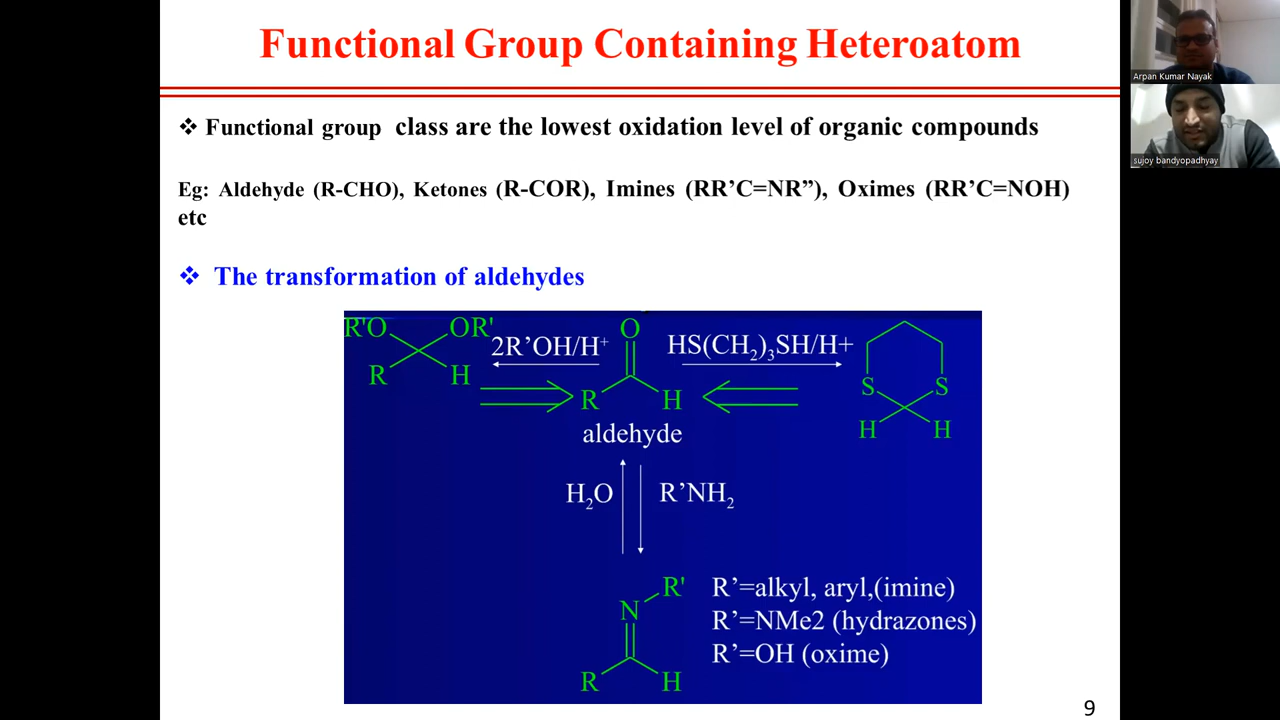 Functional Group Containing Heteroatom
❖ Functional group class are the lowest oxidation level of organic compounds
Eg: Aldehyde (R-CHO), Ketones (R-COR), Imines (RR’C=NR”), Oximes (RR’C=NOH)
etc
❖ The transformation of aldehydes
R'O OR' R H
2R’OH/H⁺
O R H
HS(CH₂)₃SH/H+
S S H H
aldehyde
H₂O R’NH₂
R' N R H
R’=alkyl, aryl,(imine)
R’=NMe2 (hydrazones)
R’=OH (oxime)
9
Arpan Kumar Nayak
sujoy bandyopadhyay